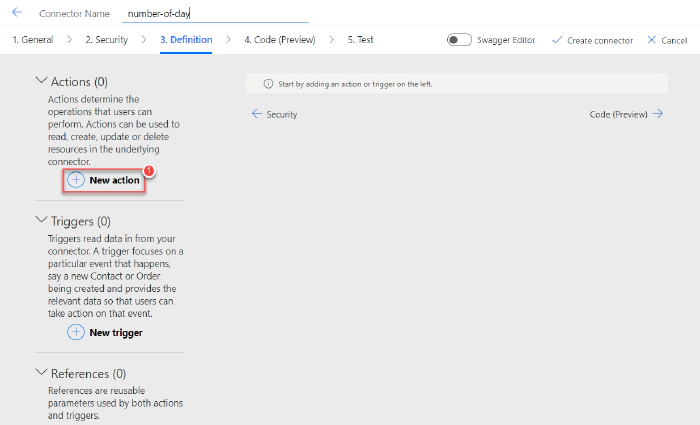 Connector Name number-of-day
1. General > 2. Security > 3. Definition > 4. Code (Preview) > 5. Test Swagger Editor Create connector Cancel
Actions (0)
Actions determine the
operations that users can
perform. Actions can be used to
read, create, update or delete
resources in the underlying
connector.
1
New action
Start by adding an action or trigger on the left.
Security Code (Preview)
Triggers (0)
Triggers read data in from your
connector. A trigger focuses on a
particular event that happens,
say a new Contact or Order
being created and provides the
relevant data so that users can
take action on that event.
New trigger
References (0)
References are reusable
parameters used by both actions
and triggers.